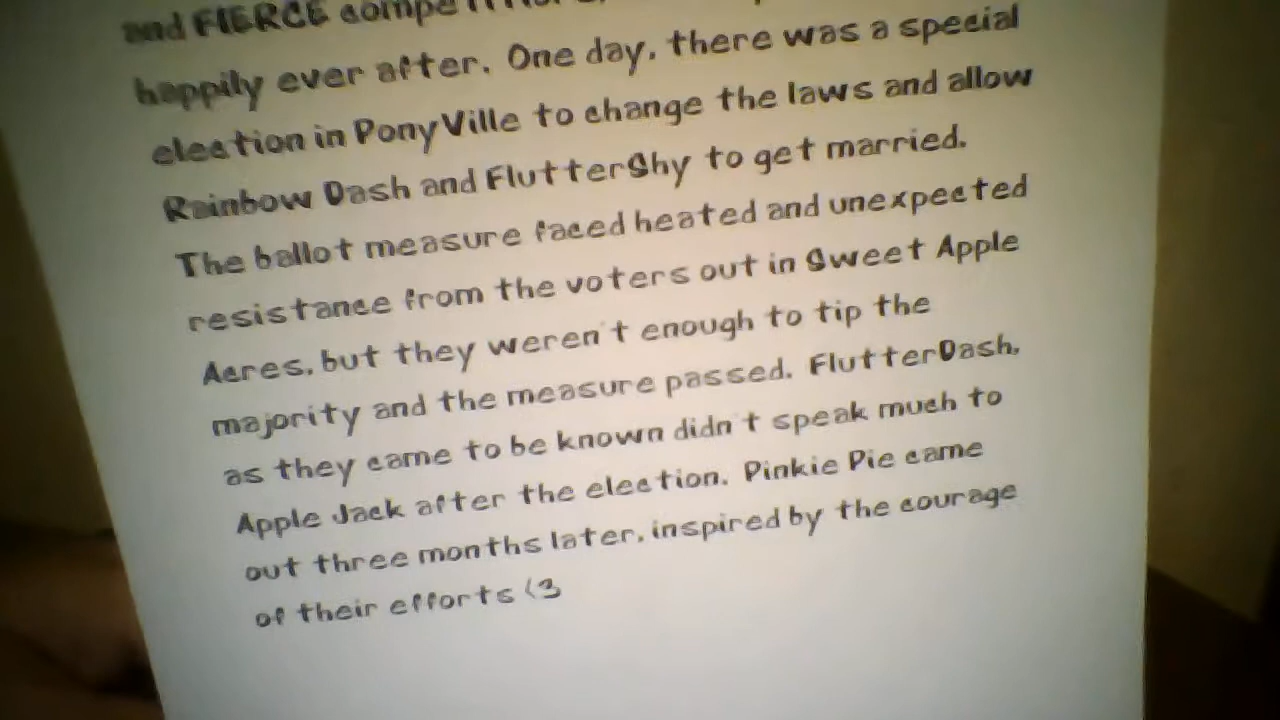 and FIERCE
happily ever after. One day, there was a special
election in PonyVille to change the laws and allow
Rainbow Dash and FlutterShy to get married.
The ballot measure faced heated and unexpected
resistance from the voters out in Sweet Apple
Acres, but they weren't enough to tip the
majority and the measure passed. FlutterDash,
as they came to be known didn't speak much to
Apple Jack after the election. Pinkie Pie came
out three months later, inspired by the courage
of their efforts <3